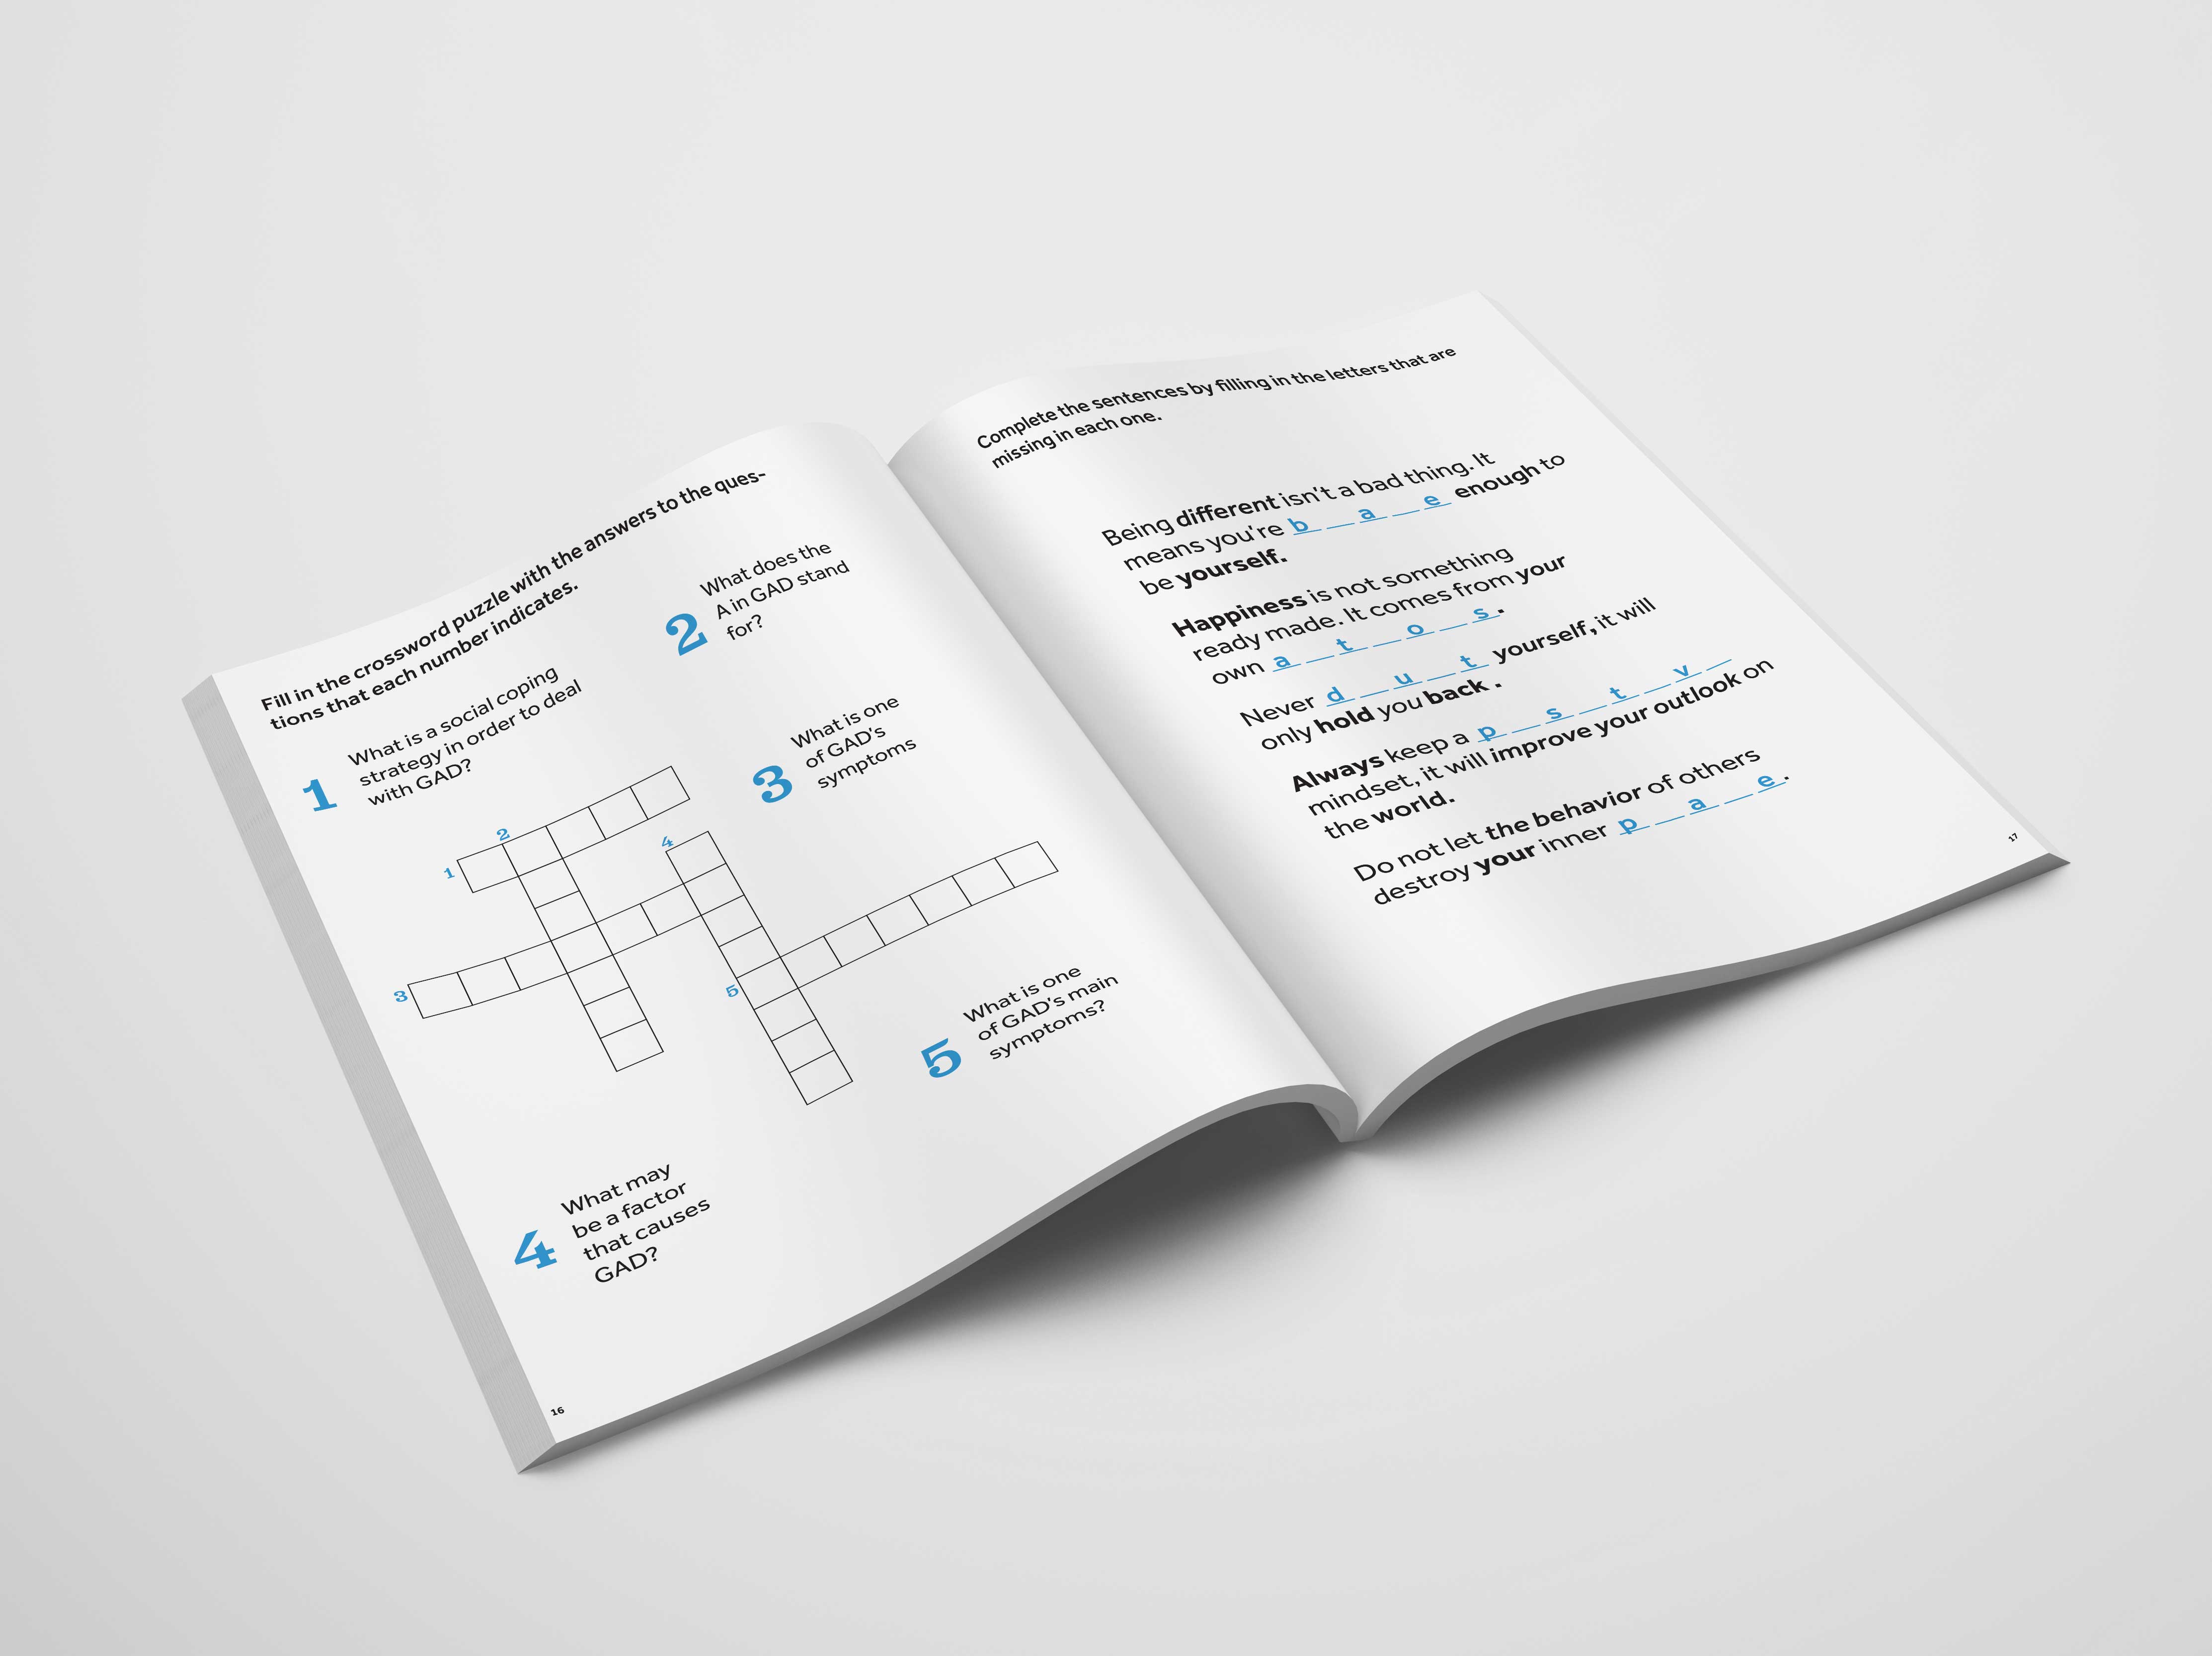 Fill in the crossword puzzle with the answers to the ques-
tions that each number indicates.
1
What is a social coping
strategy in order to deal
with GAD?
2
What does the
A in GAD stand
for?
3
What is one
of GAD's
symptoms
1
2
3
4
5
4
What may
be a factor
that causes
GAD?
5
What is one
of GAD's main
symptoms?
16
Complete the sentences by filling in the letters that are
missing in each one.
Being different isn't a bad thing. It
means you're b _ a _ e enough to
be yourself.
Happiness is not something
ready made. It comes from your
own a _ t _ o _ s .
Never d _ u _ t yourself, it will
only hold you back .
Always keep a p _ s _ t _ v _
mindset, it will improve your outlook on
the world.
Do not let the behavior of others
destroy your inner p _ a _ e .
17